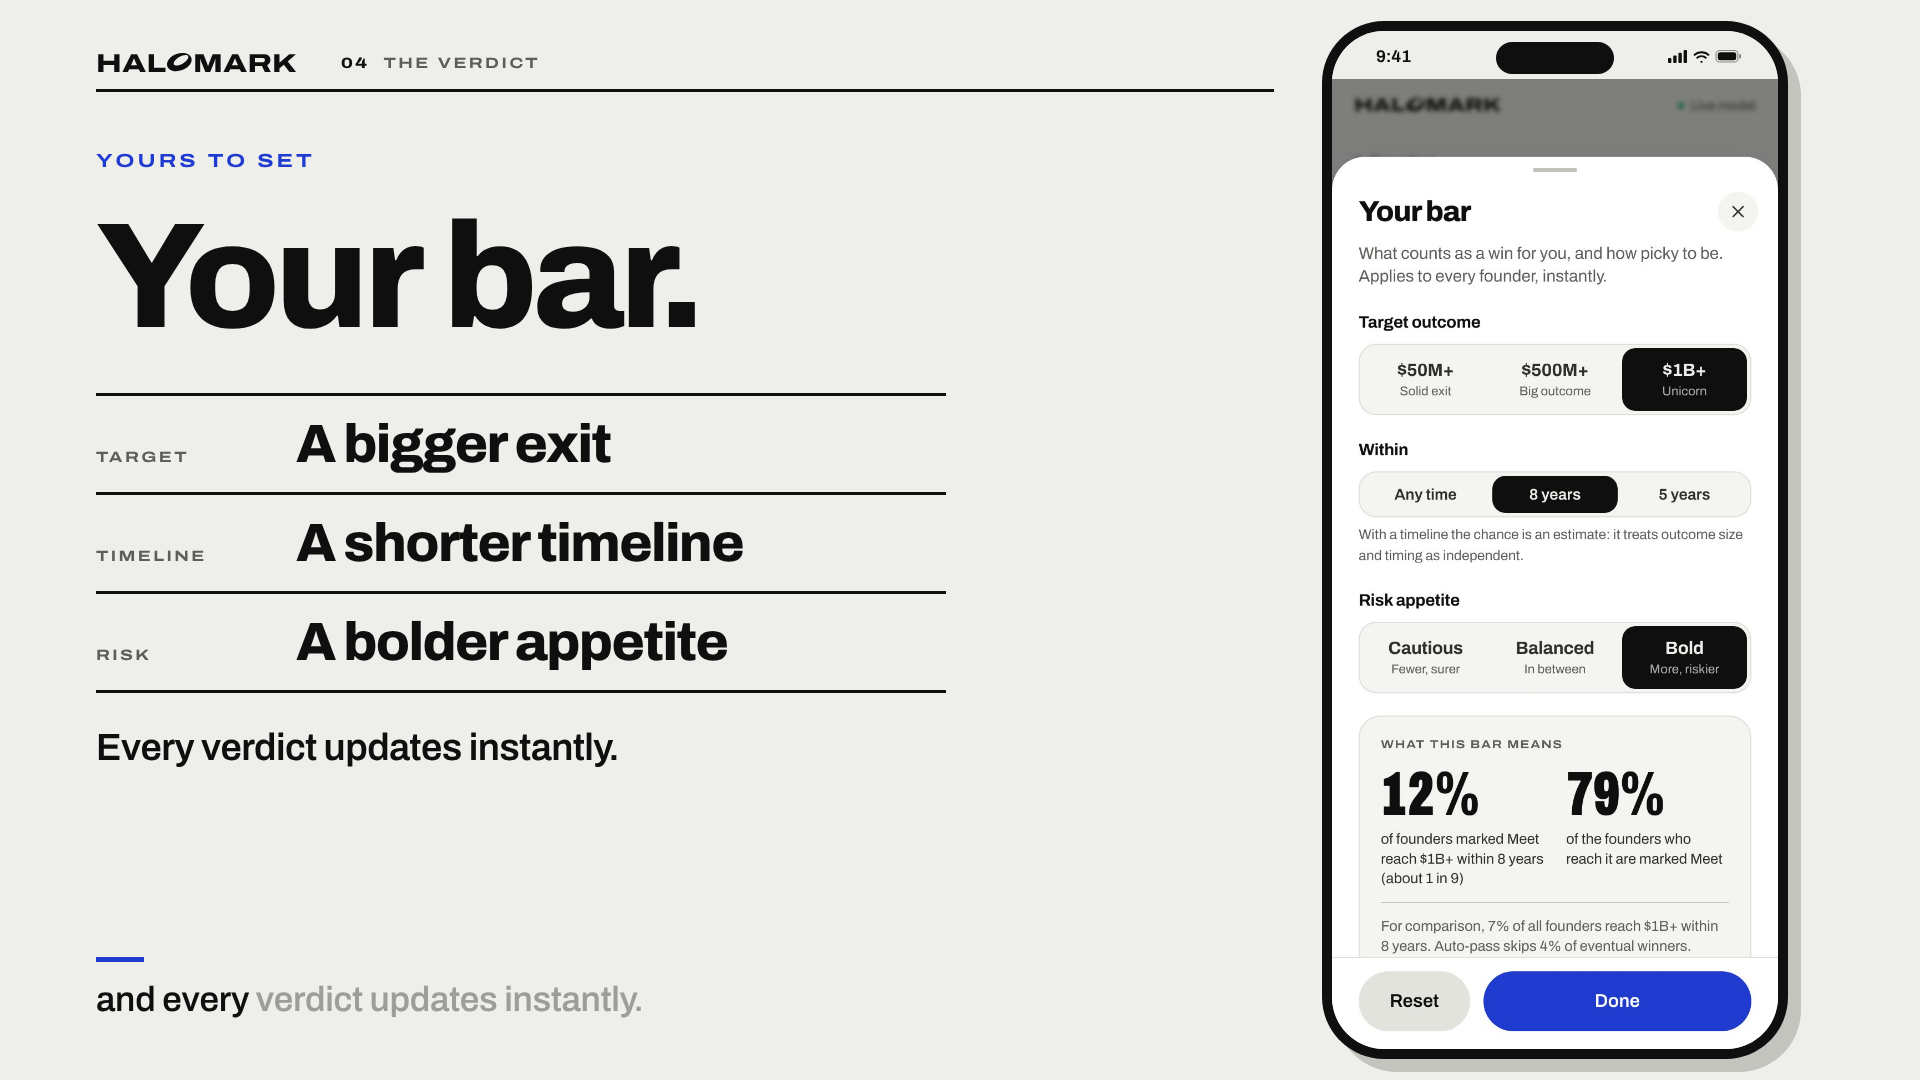 HALOMARK 04 THE VERDICT
YOURS TO SET
Your bar.
TARGET A bigger exit
TIMELINE A shorter timeline
RISK A bolder appetite
Every verdict updates instantly.
and every verdict updates instantly.
9:41
HALOMARK Live model
Your bar
What counts as a win for you, and how picky to be.
Applies to every founder, instantly.
Target outcome
$50M+ $500M+ $1B+
Solid exit Big outcome Unicorn
Within
Any time 8 years 5 years
With a timeline the chance is an estimate: it treats outcome size
and timing as independent.
Risk appetite
Cautious Balanced Bold
Fewer, surer In between More, riskier
WHAT THIS BAR MEANS
12% 79%
of founders marked Meet of the founders who
reach $1B+ within 8 years reach it are marked Meet
(about 1 in 9)
For comparison, 7% of all founders reach $1B+ within
8 years. Auto-pass skips 4% of eventual winners.
Reset Done